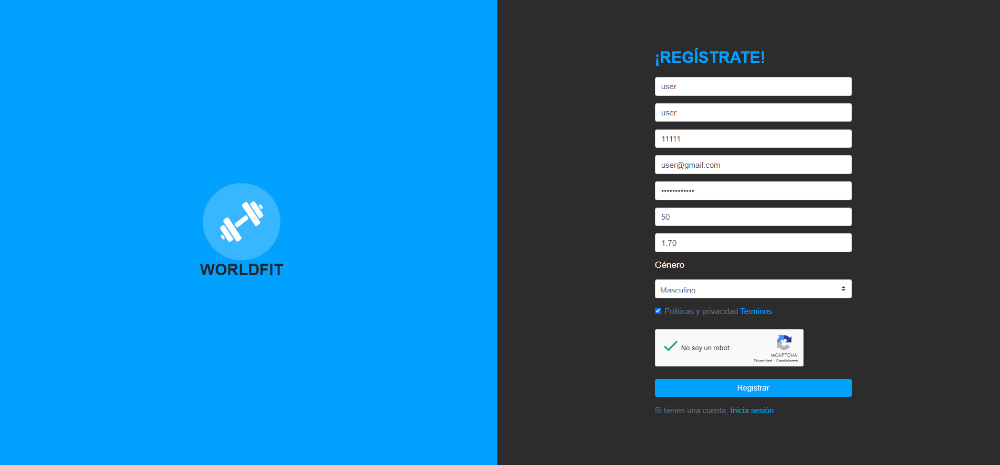 WORLDFIT
¡REGÍSTRATE!
user
user
11111
user@gmail.com
••••••••••••
50
1.70
Género
Masculino
Politicas y privacidad Terminos
No soy un robot
reCAPTCHA
Privacidad - Condiciones
Registrar
Si tienes una cuenta, Inicia sesión